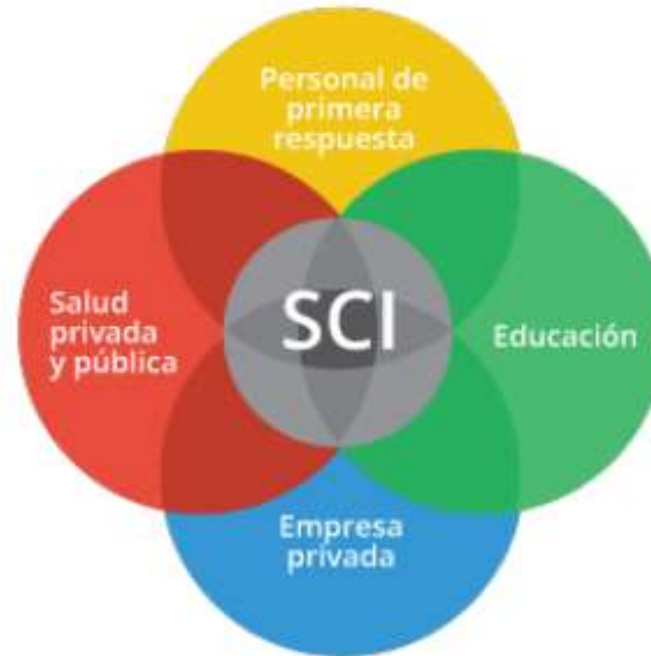 Personal de
primera
respuesta
Salud
privada
y pública
SCI
Educación
Empresa
privada